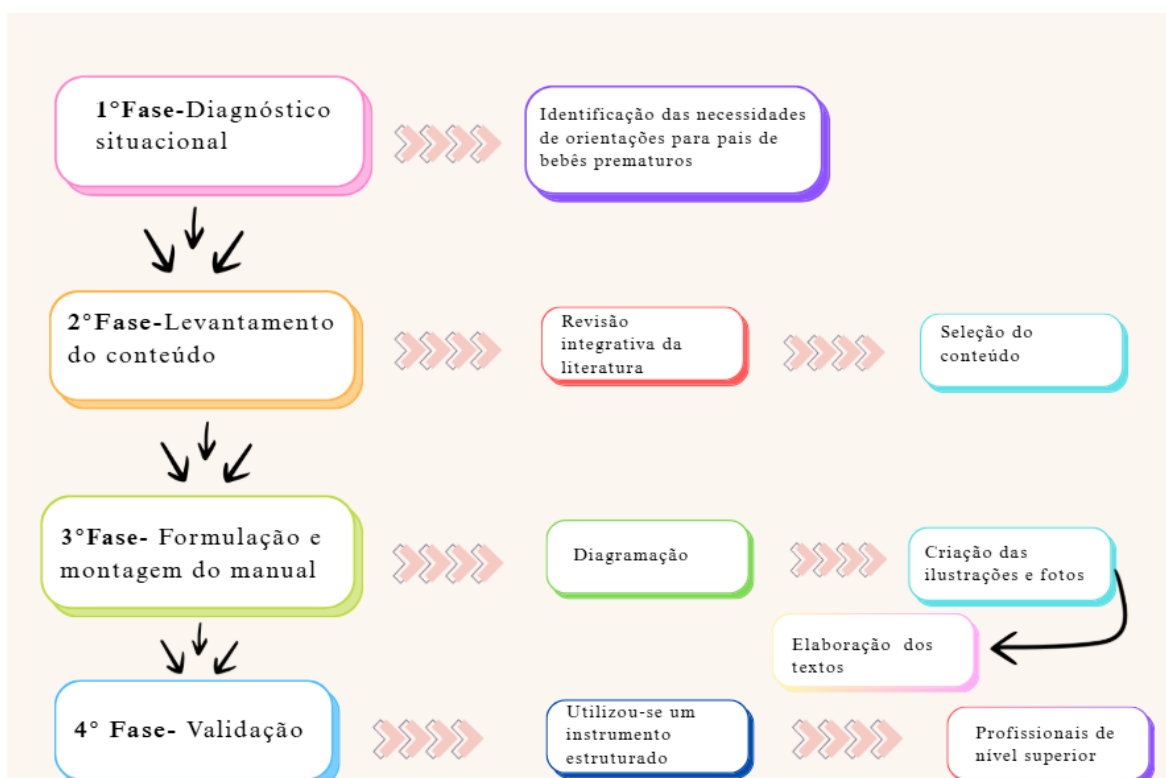 1°Fase-Diagnóstico
situacional
Identificação das necessidades
de orientações para pais de
bebês prematuros
2°Fase-Levantamento
do conteúdo
Revisão
integrativa da
literatura
Seleção do
conteúdo
3°Fase- Formulação e
montagem do manual
Diagramação
Criação das
ilustrações e fotos
Elaboração dos
textos
4° Fase- Validação
Utilizou-se um
instrumento
estruturado
Profissionais de
nível superior